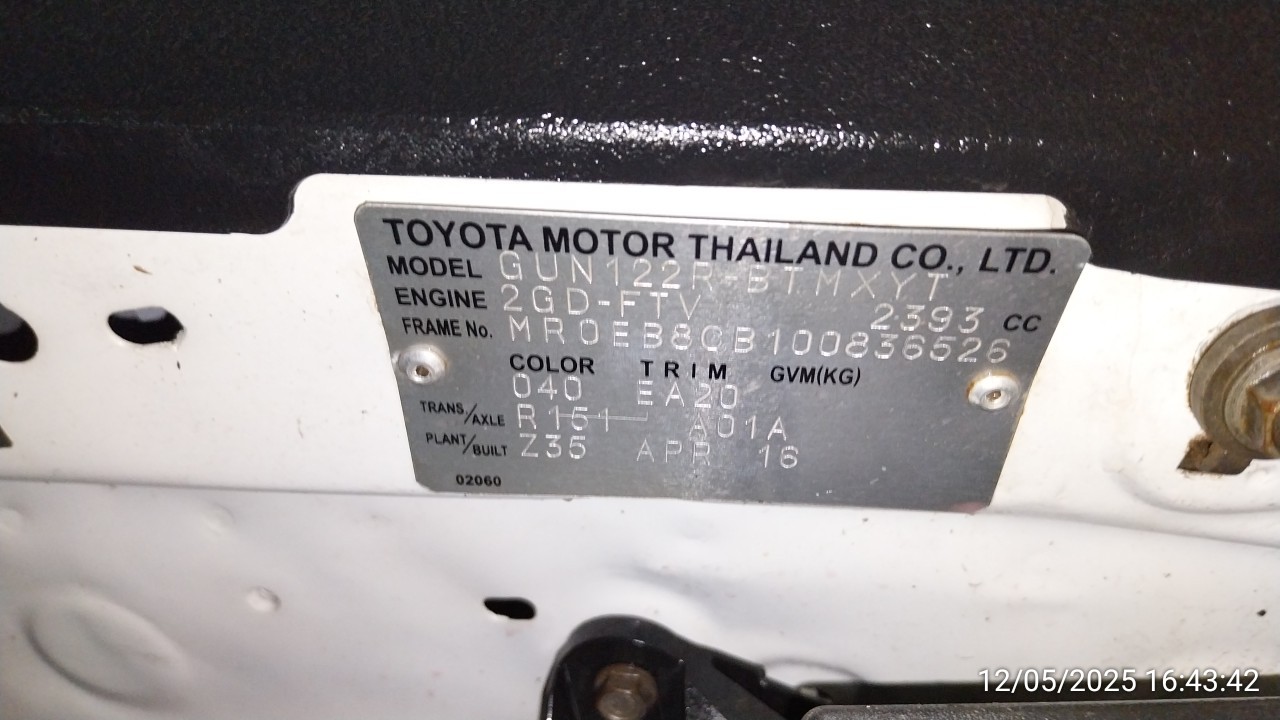 TOYOTA MOTOR THAILAND CO., LTD.
MODEL GUN122R-BTMXYT
ENGINE 2GD-FTV 2393 CC
FRAME No. MR0EB8CB100836526
COLOR TRIM GVM(KG)
040 EA20
TRANS/AXLE R151 A01A
PLANT/BUILT Z35 APR 16
02060
12/05/2025 16:43:42